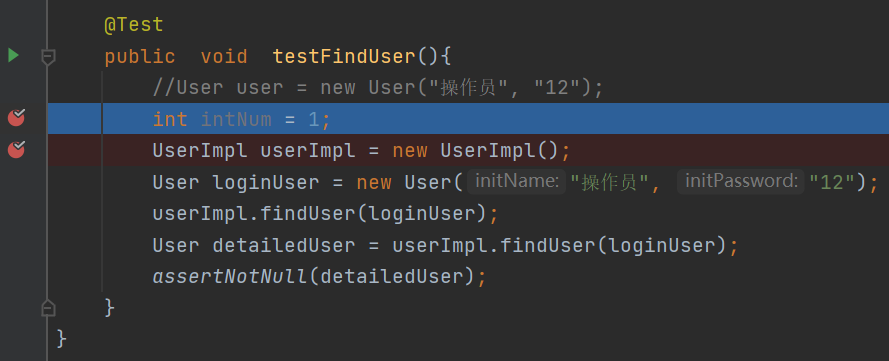 @Test
public  void  testFindUser(){
//User user = new User("操作员", "12");
int intNum = 1;
UserImpl userImpl = new UserImpl();
User loginUser = new User( initName: "操作员", initPassword: "12");
userImpl.findUser(loginUser);
User detailedUser = userImpl.findUser(loginUser);
assertNotNull(detailedUser);
}
}